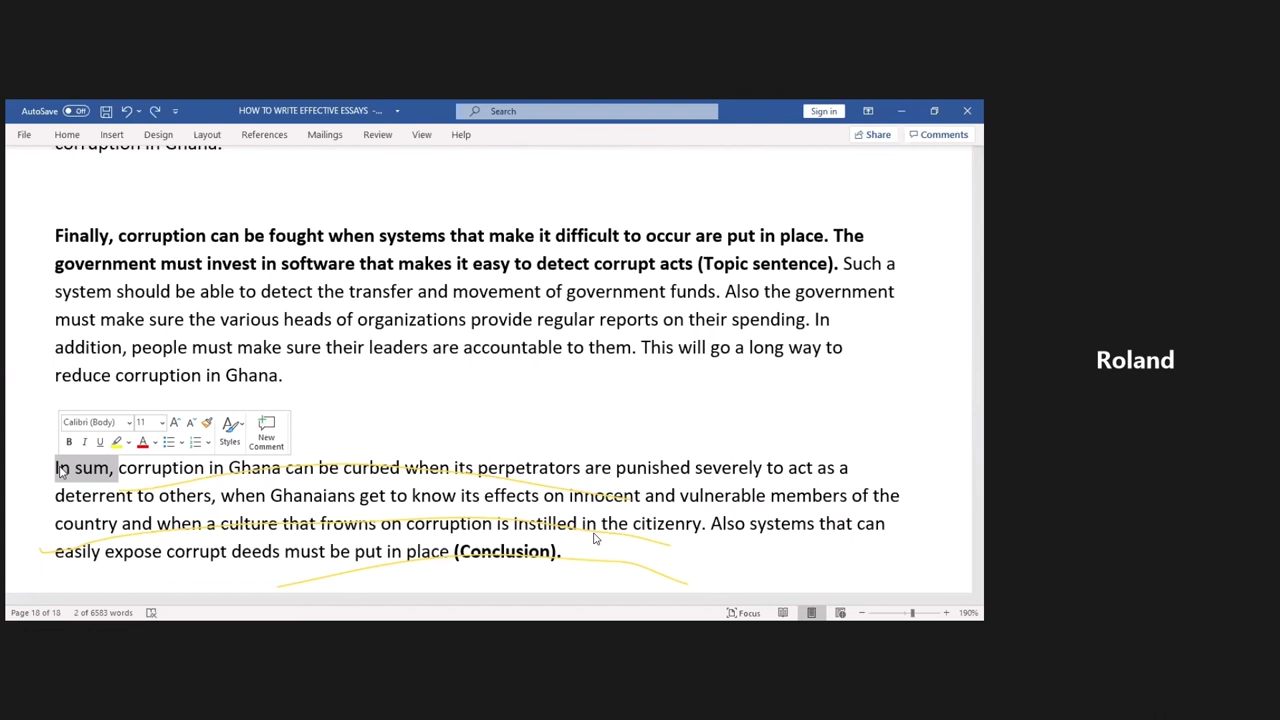 AutoSave Off HOW TO WRITE EFFECTIVE ESSAYS -... Search Sign in
File Home Insert Design Layout References Mailings Review View Help Share Comments
corruption in Ghana.
Finally, corruption can be fought when systems that make it difficult to occur are put in place. The
government must invest in software that makes it easy to detect corrupt acts (Topic sentence). Such a
system should be able to detect the transfer and movement of government funds. Also the government
must make sure the various heads of organizations provide regular reports on their spending. In
addition, people must make sure their leaders are accountable to them. This will go a long way to
reduce corruption in Ghana.
Calibri (Body) 11 A A
B I U A Styles New
Comment
In sum, corruption in Ghana can be curbed when its perpetrators are punished severely to act as a
deterrent to others, when Ghanaians get to know its effects on innocent and vulnerable members of the
country and when a culture that frowns on corruption is instilled in the citizenry. Also systems that can
easily expose corrupt deeds must be put in place (Conclusion).
Page 18 of 18 2 of 6583 words Focus 190%
Roland